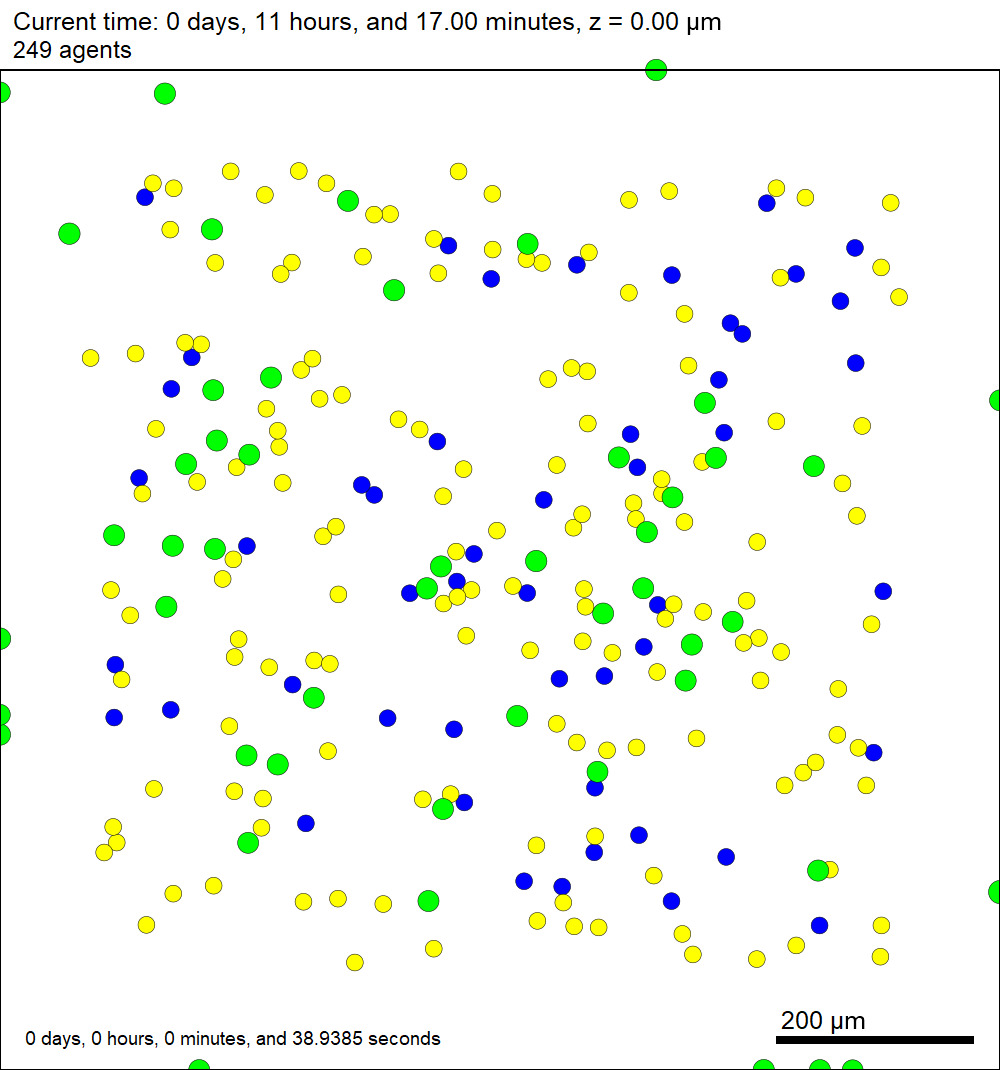 Current time: 0 days, 11 hours, and 17.00 minutes, z = 0.00 µm
249 agents
200 µm
0 days, 0 hours, 0 minutes, and 38.9385 seconds